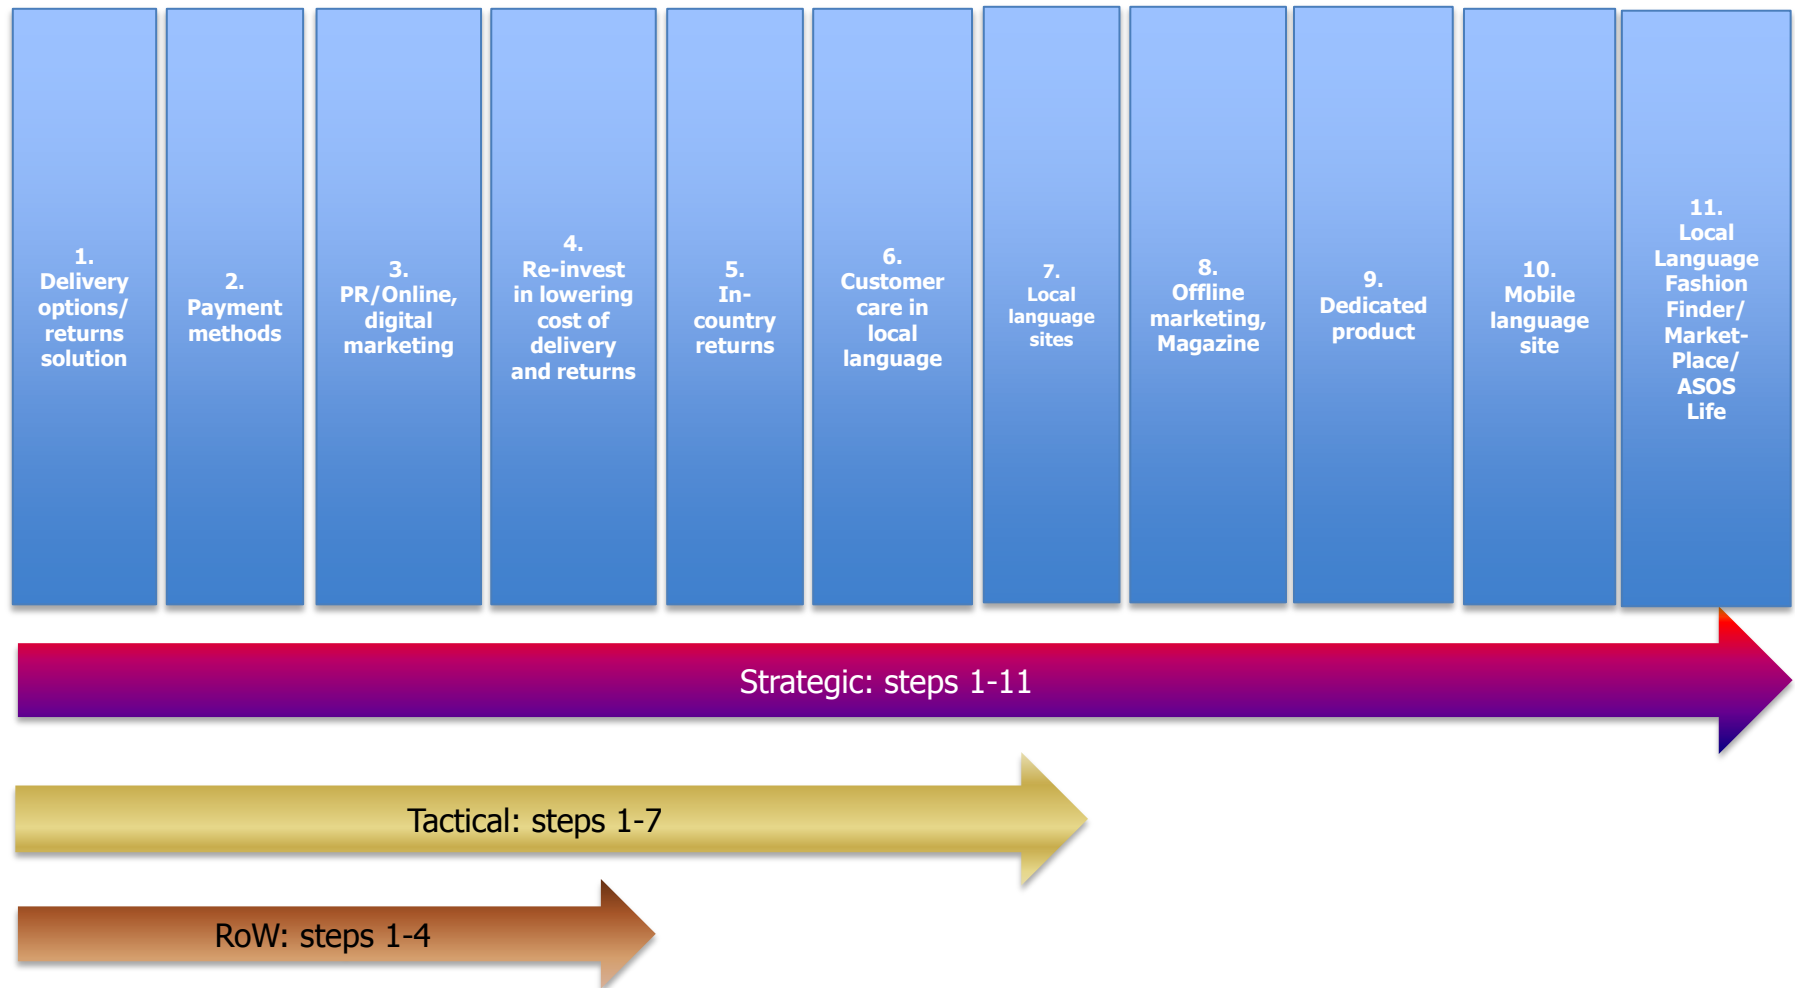 1.
Delivery
options/
returns
solution
2.
Payment
methods
3.
PR/Online,
digital
marketing
4.
Re-invest
in lowering
cost of
delivery
and returns
5.
In-
country
returns
6.
Customer
care in
local
language
7.
Local
language
sites
8.
Offline
marketing,
Magazine
9.
Dedicated
product
10.
Mobile
language
site
11.
Local
Language
Fashion
Finder/
Market-
Place/
ASOS
Life
Strategic: steps 1-11
Tactical: steps 1-7
RoW: steps 1-4